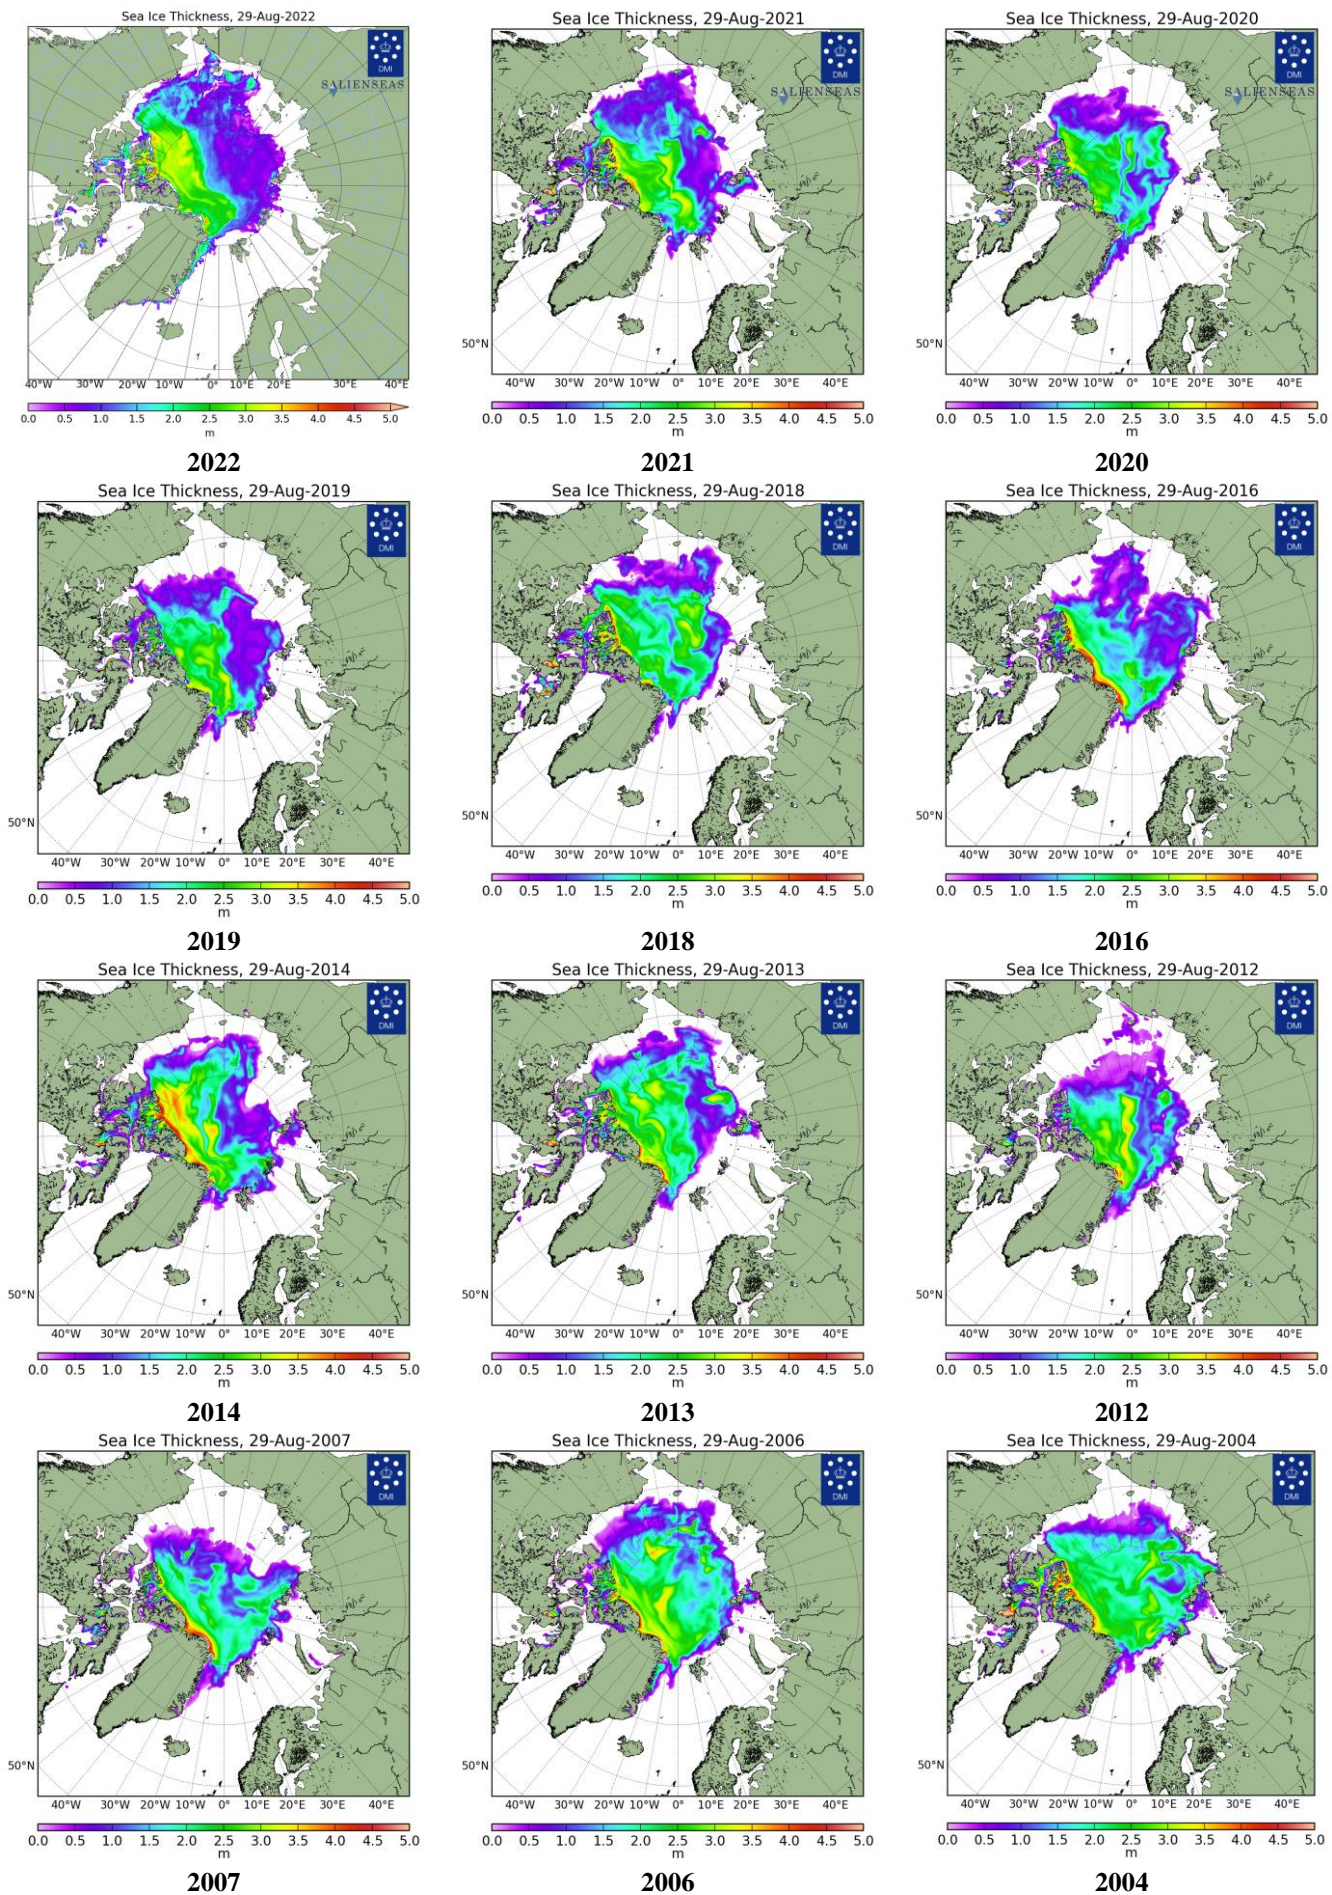 Sea Ice Thickness, 29-Aug-2022
DMI
SALIENSEAS
40°W 30°W 20°W 10°W 0° 10°E 20°E 30°E 40°E
0.0 0.5 1.0 1.5 2.0 2.5 3.0 3.5 4.0 4.5 5.0
m
2022
Sea Ice Thickness, 29-Aug-2021
DMI
SALIENSEAS
50°N
40°W 30°W 20°W 10°W 0° 10°E 20°E 30°E 40°E
0.0 0.5 1.0 1.5 2.0 2.5 3.0 3.5 4.0 4.5 5.0
m
2021
Sea Ice Thickness, 29-Aug-2020
DMI
SALIENSEAS
50°N
40°W 30°W 20°W 10°W 0° 10°E 20°E 30°E 40°E
0.0 0.5 1.0 1.5 2.0 2.5 3.0 3.5 4.0 4.5 5.0
m
2020
Sea Ice Thickness, 29-Aug-2019
DMI
50°N
40°W 30°W 20°W 10°W 0° 10°E 20°E 30°E 40°E
0.0 0.5 1.0 1.5 2.0 2.5 3.0 3.5 4.0 4.5 5.0
m
2019
Sea Ice Thickness, 29-Aug-2018
DMI
50°N
40°W 30°W 20°W 10°W 0° 10°E 20°E 30°E 40°E
0.0 0.5 1.0 1.5 2.0 2.5 3.0 3.5 4.0 4.5 5.0
m
2018
Sea Ice Thickness, 29-Aug-2016
DMI
50°N
40°W 30°W 20°W 10°W 0° 10°E 20°E 30°E 40°E
0.0 0.5 1.0 1.5 2.0 2.5 3.0 3.5 4.0 4.5 5.0
m
2016
Sea Ice Thickness, 29-Aug-2014
DMI
50°N
40°W 30°W 20°W 10°W 0° 10°E 20°E 30°E 40°E
0.0 0.5 1.0 1.5 2.0 2.5 3.0 3.5 4.0 4.5 5.0
m
2014
Sea Ice Thickness, 29-Aug-2013
DMI
50°N
40°W 30°W 20°W 10°W 0° 10°E 20°E 30°E 40°E
0.0 0.5 1.0 1.5 2.0 2.5 3.0 3.5 4.0 4.5 5.0
m
2013
Sea Ice Thickness, 29-Aug-2012
DMI
50°N
40°W 30°W 20°W 10°W 0° 10°E 20°E 30°E 40°E
0.0 0.5 1.0 1.5 2.0 2.5 3.0 3.5 4.0 4.5 5.0
m
2012
Sea Ice Thickness, 29-Aug-2007
DMI
50°N
40°W 30°W 20°W 10°W 0° 10°E 20°E 30°E 40°E
0.0 0.5 1.0 1.5 2.0 2.5 3.0 3.5 4.0 4.5 5.0
m
2007
Sea Ice Thickness, 29-Aug-2006
DMI
50°N
40°W 30°W 20°W 10°W 0° 10°E 20°E 30°E 40°E
0.0 0.5 1.0 1.5 2.0 2.5 3.0 3.5 4.0 4.5 5.0
m
2006
Sea Ice Thickness, 29-Aug-2004
DMI
50°N
40°W 30°W 20°W 10°W 0° 10°E 20°E 30°E 40°E
0.0 0.5 1.0 1.5 2.0 2.5 3.0 3.5 4.0 4.5 5.0
m
2004